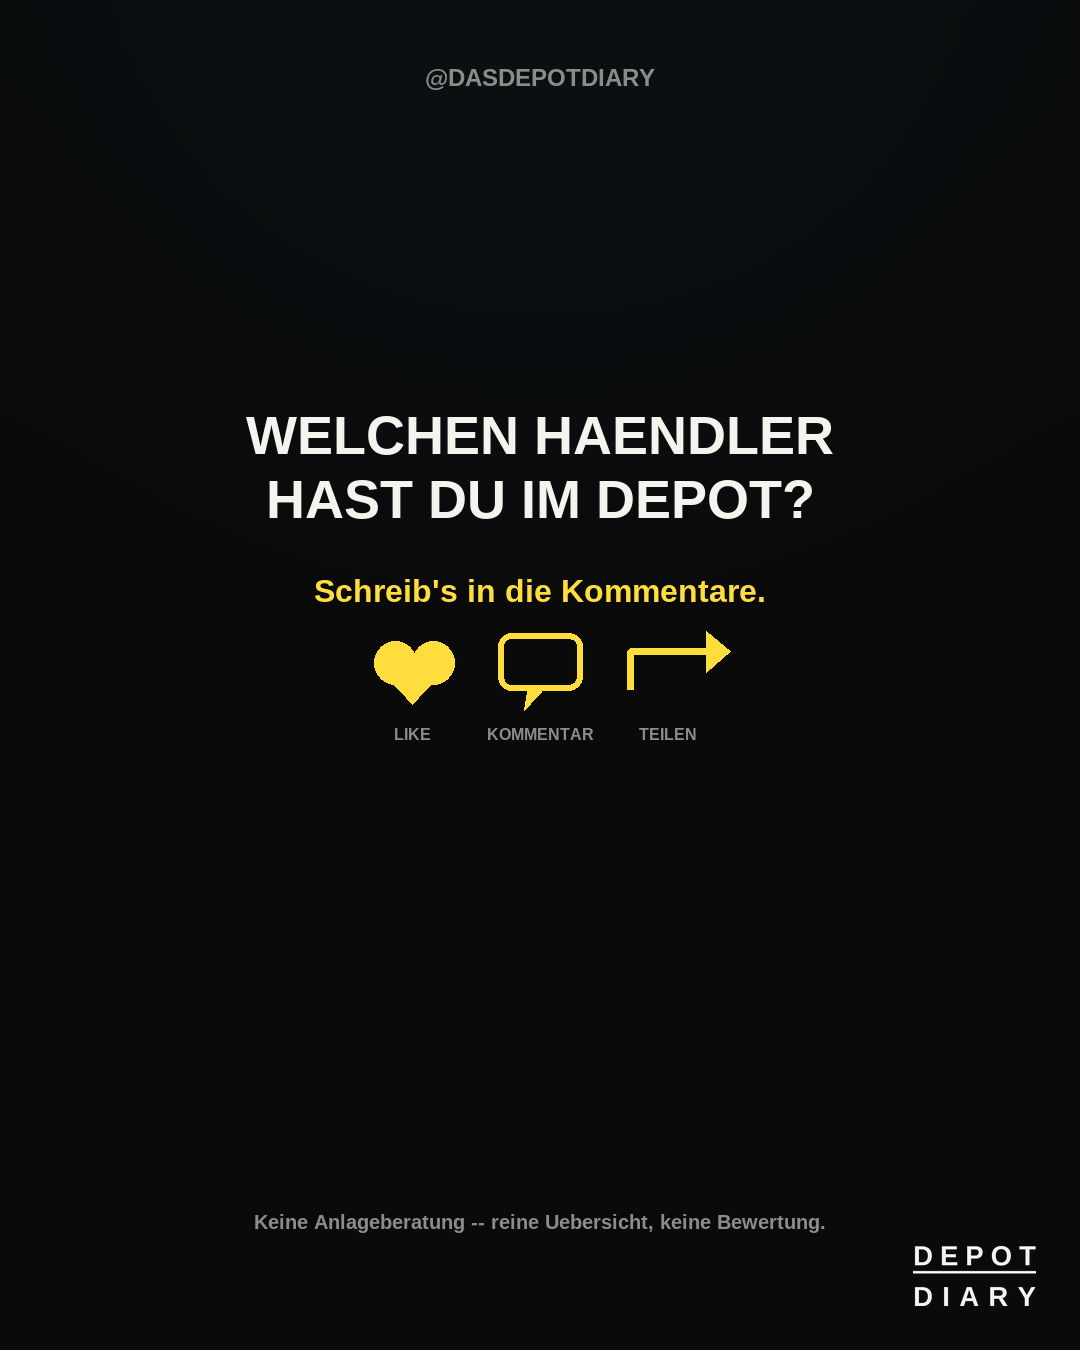 @DASDEPOTDIARY
WELCHEN HAENDLER
HAST DU IM DEPOT?
Schreib's in die Kommentare.
LIKE KOMMENTAR TEILEN
Keine Anlageberatung -- reine Uebersicht, keine Bewertung.
DEPOT
DIARY